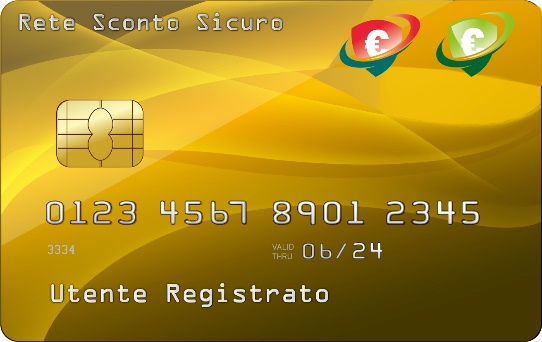 Rete Sconto Sicuro
€ €
0123 4567 8901 2345
3334
VALID
THRU 06/24
Utente Registrato